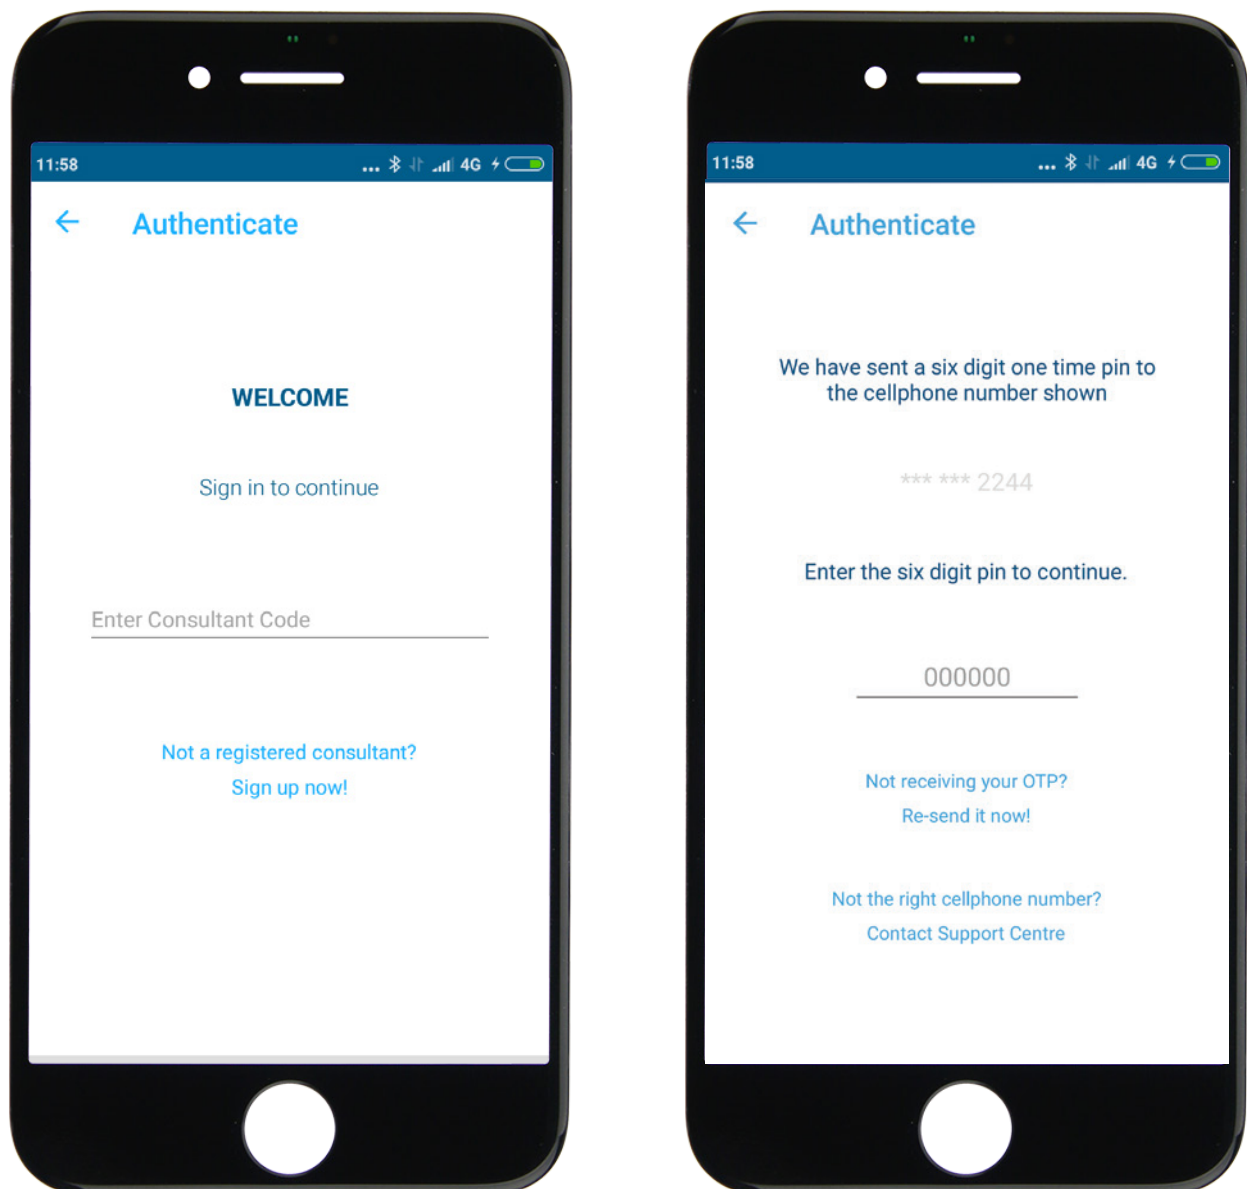 11:58
... 4G
Authenticate
WELCOME
Sign in to continue
Enter Consultant Code
Not a registered consultant?
Sign up now!
11:58
... 4G
Authenticate
We have sent a six digit one time pin to
the cellphone number shown
*** *** 2244
Enter the six digit pin to continue.
000000
Not receiving your OTP?
Re-send it now!
Not the right cellphone number?
Contact Support Centre